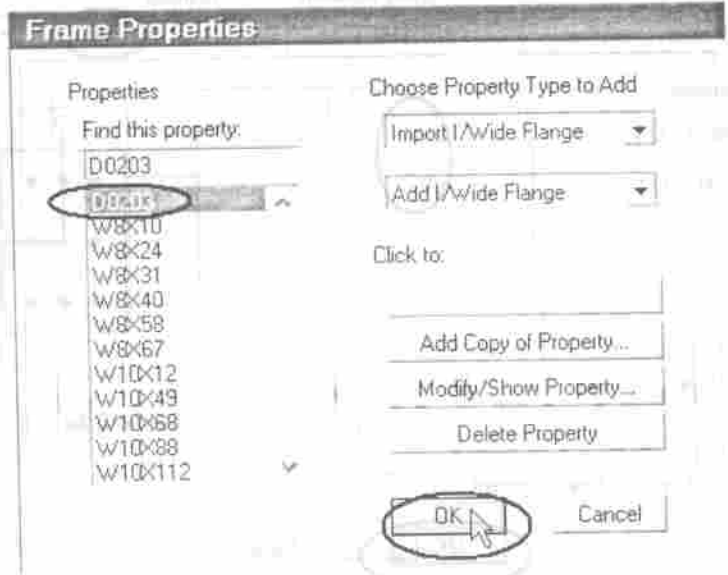 Frame Properties
Properties
Find this property:
D0203
W8X10
W8X24
W8X31
W8X40
W8X58
W8X67
W10X12
W10X49
W10X68
W10X88
W10X112
Choose Property Type to Add
Import I/Wide Flange
Add I/Wide Flange
Click to:
Add Copy of Property...
Modify/Show Property...
Delete Property
OK
Cancel